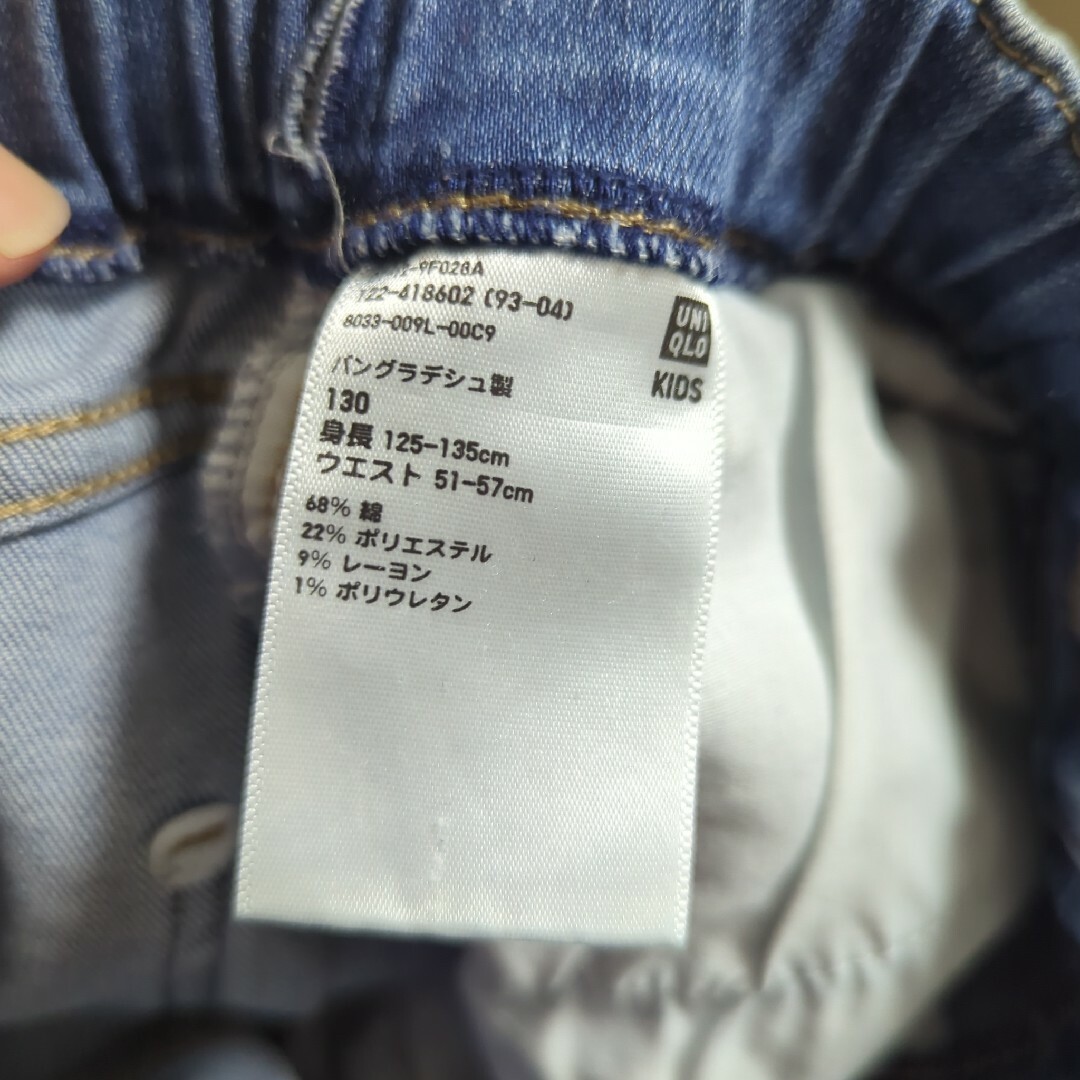 9F028A
422-418602 (93-04)
8033-009L-00C9
バングラデシュ製
130
身長 125-135cm
ウエスト 51-57cm
68% 綿
22% ポリエステル
9% レーヨン
1% ポリウレタン
UNI
QLO
KIDS